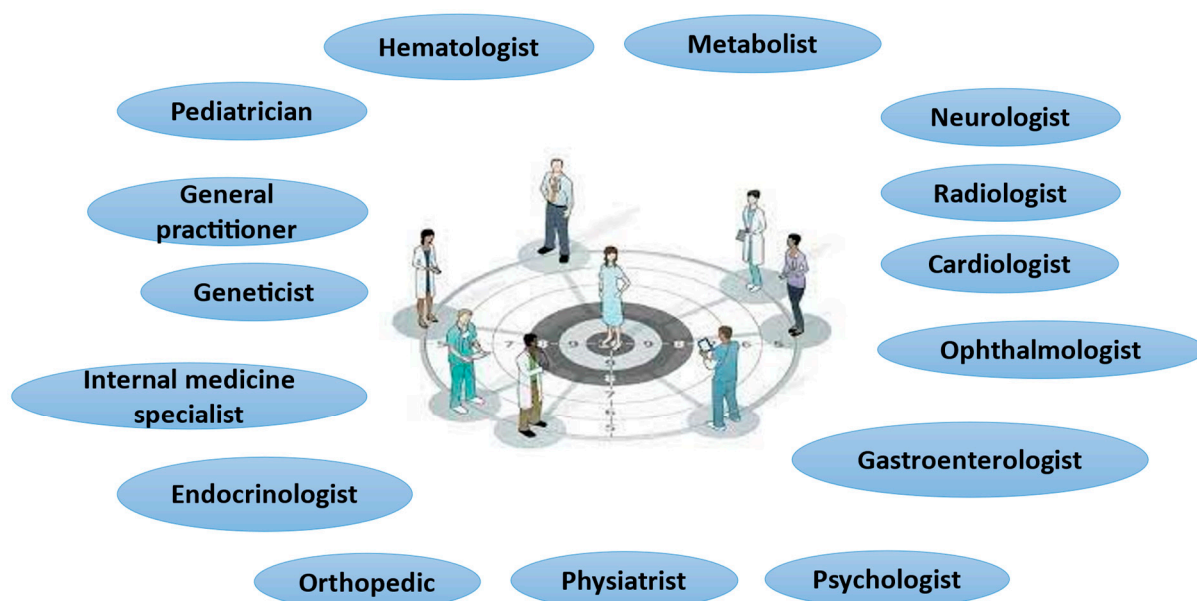 Hematologist
Metabolist
Pediatrician
Neurologist
General
practitioner
Radiologist
Geneticist
Cardiologist
Internal medicine
specialist
Ophthalmologist
Endocrinologist
Gastroenterologist
Orthopedic
Physiatrist
Psychologist